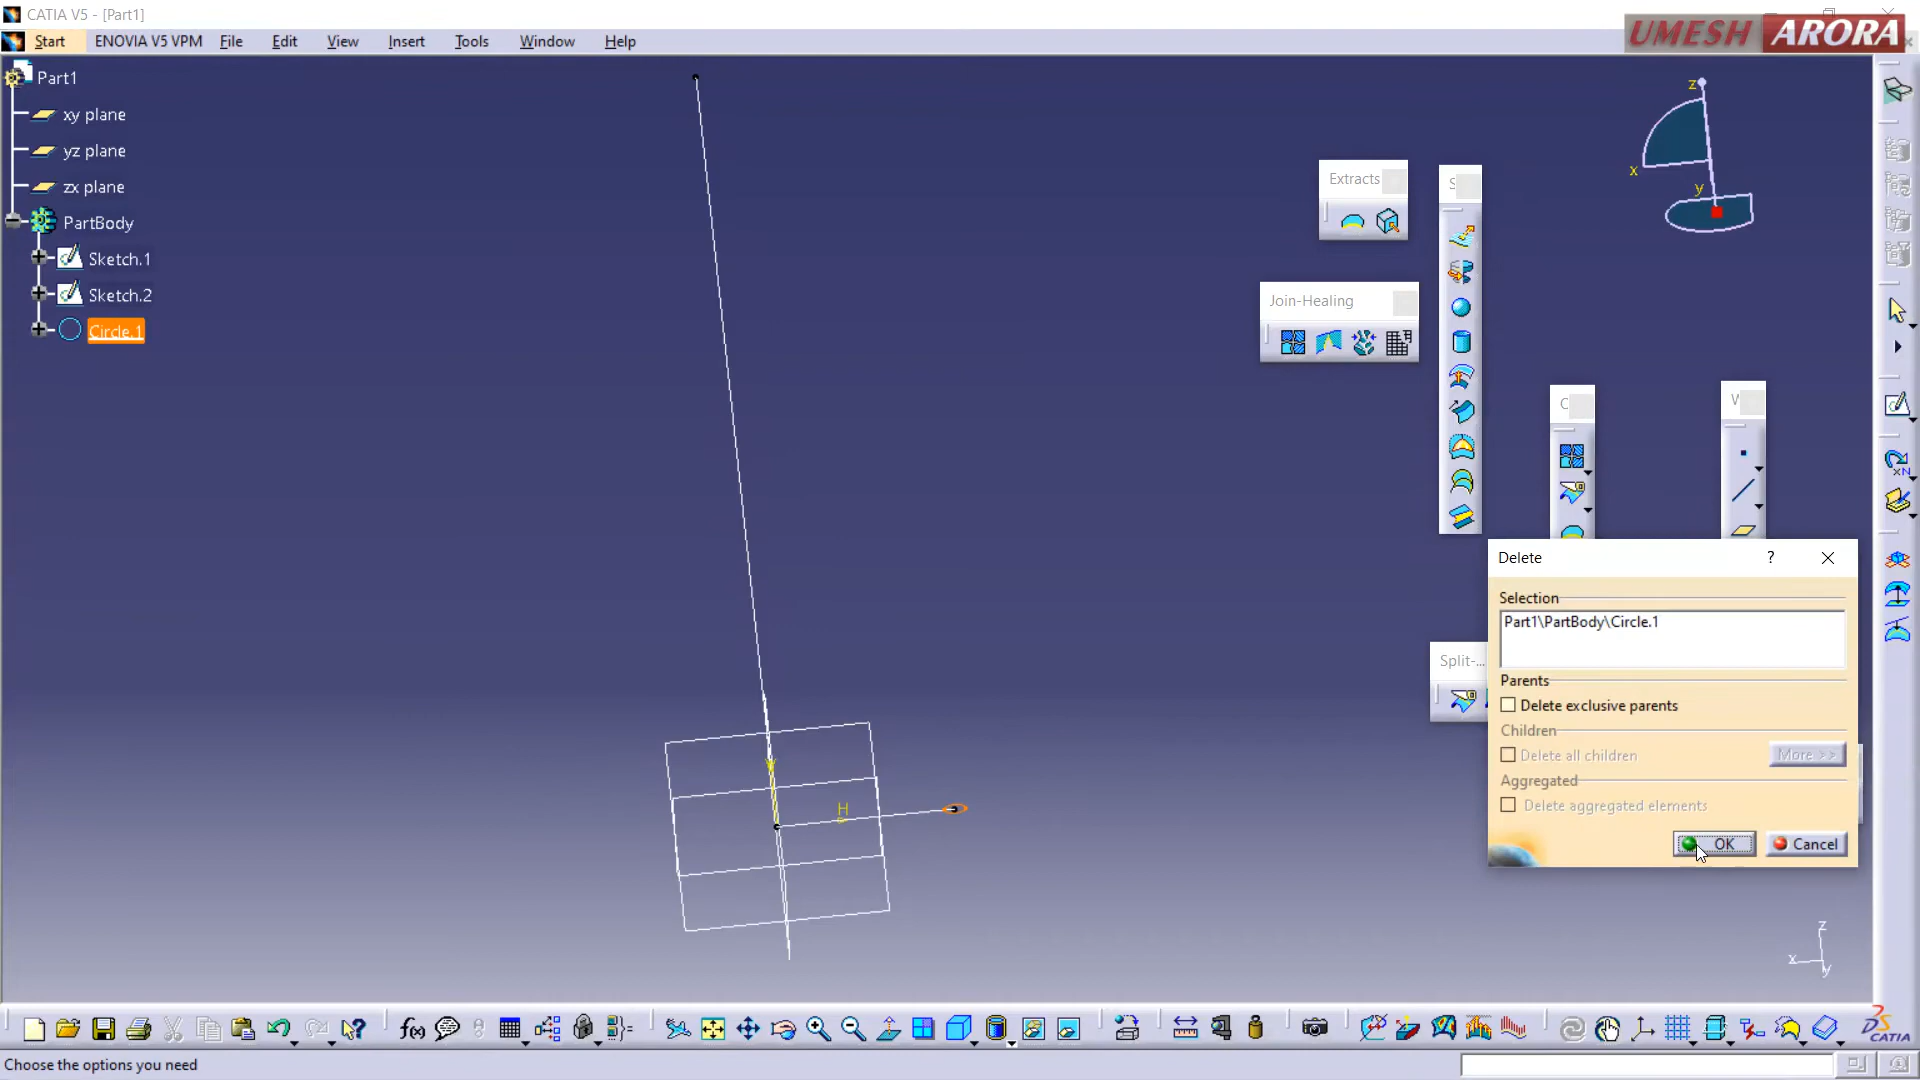 CATIA V5 - [Part1]
UMESH ARORA
Start
ENOVIA V5 VPM
File
Edit
View
Insert
Tools
Window
Help
Part1
xy plane
yz plane
zx plane
PartBody
Sketch.1
Sketch.2
Circle.1
z
x
y
Extracts
S
Join-Healing
C
W
Split-...
H
V
Delete
?
Selection
Part1\PartBody\Circle.1
Parents
Delete exclusive parents
Children
Delete all children
More >>
Aggregated
Delete aggregated elements
OK
Cancel
z
x
y
f(x)
CATIA
Choose the options you need